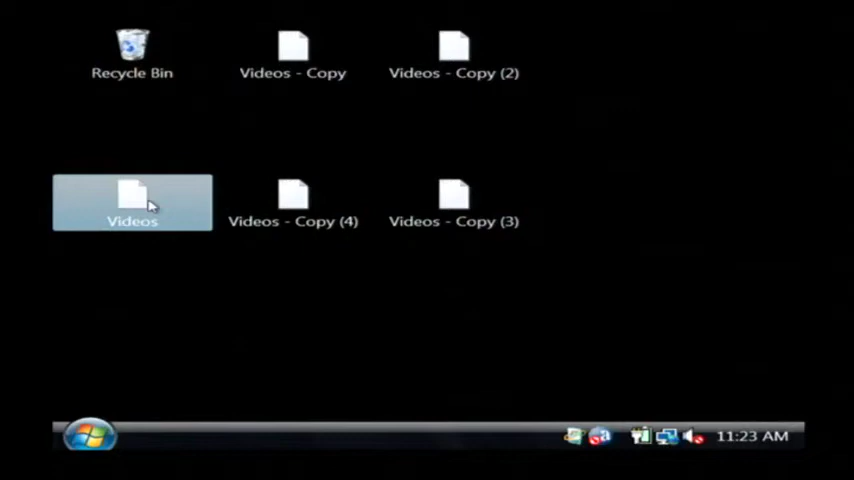 Recycle Bin
Videos - Copy
Videos - Copy (2)
Videos
Videos - Copy (4)
Videos - Copy (3)
11:23 AM